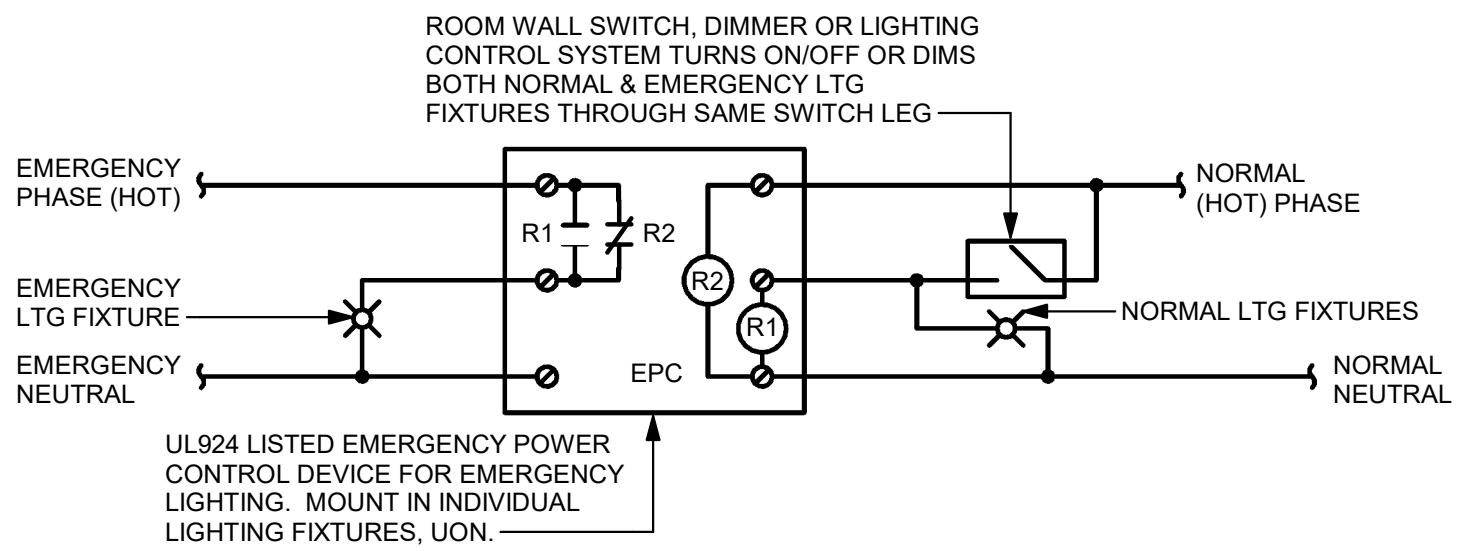 ROOM WALL SWITCH, DIMMER OR LIGHTING
CONTROL SYSTEM TURNS ON/OFF OR DIMS
BOTH NORMAL & EMERGENCY LTG
FIXTURES THROUGH SAME SWITCH LEG
EMERGENCY
PHASE (HOT)
NORMAL
(HOT) PHASE
R1
R2
R2
R1
EMERGENCY
LTG FIXTURE
NORMAL LTG FIXTURES
EMERGENCY
NEUTRAL
EPC
NORMAL
NEUTRAL
UL924 LISTED EMERGENCY POWER
CONTROL DEVICE FOR EMERGENCY
LIGHTING. MOUNT IN INDIVIDUAL
LIGHTING FIXTURES, UON.